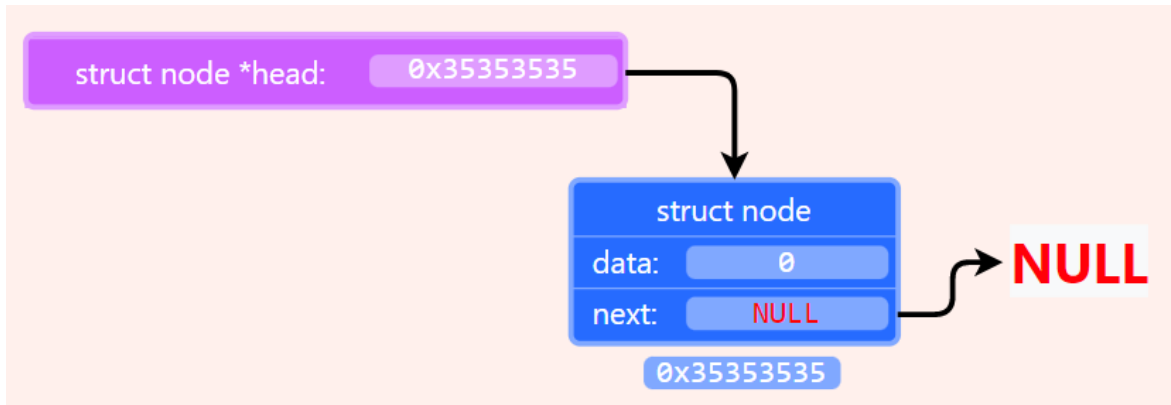 struct node *head: 0x35353535
struct node
data: 0
next: NULL
NULL
0x35353535